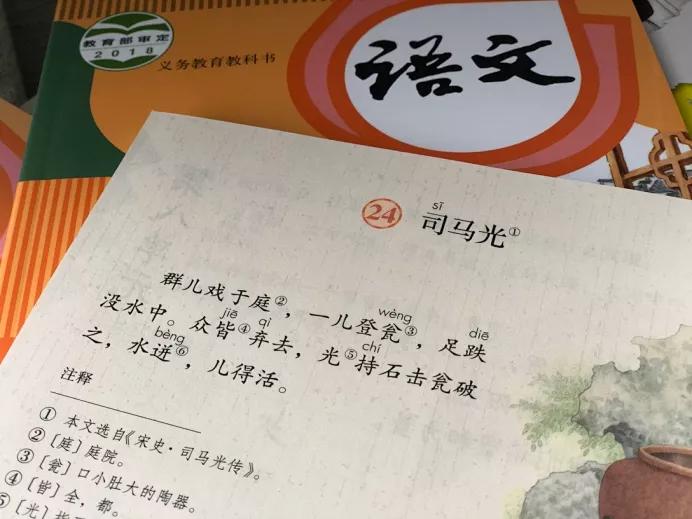 教育部审定
2018
义务教育教科书
语文
sī
24 司马光①
wèng diē
群儿戏于庭②，一儿登瓮③，足跌
jiē qì chí
没水中。众皆④弃去，光⑤持石击瓮破
bèng
之，水迸⑥，儿得活。
注释
① 本文选自《宋史·司马光传》。
② [庭] 庭院。
③ [瓮] 口小肚大的陶器。
④ [皆] 全，都。
⑤ [光]